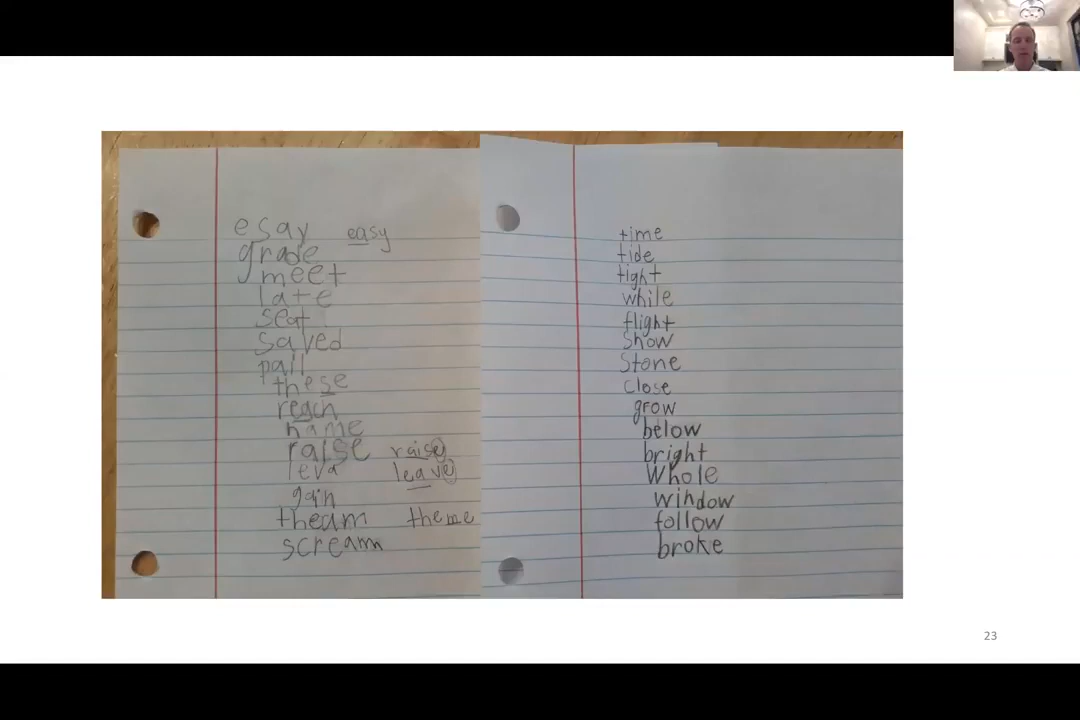 esay easy
grade
meet
late
seat
saved
pail
these
reach
name
raise raise
leva leave
gain
theam theme
scream
time
tide
tight
while
flight
show
Stone
close
grow
below
bright
Whole
window
follow
broke
23